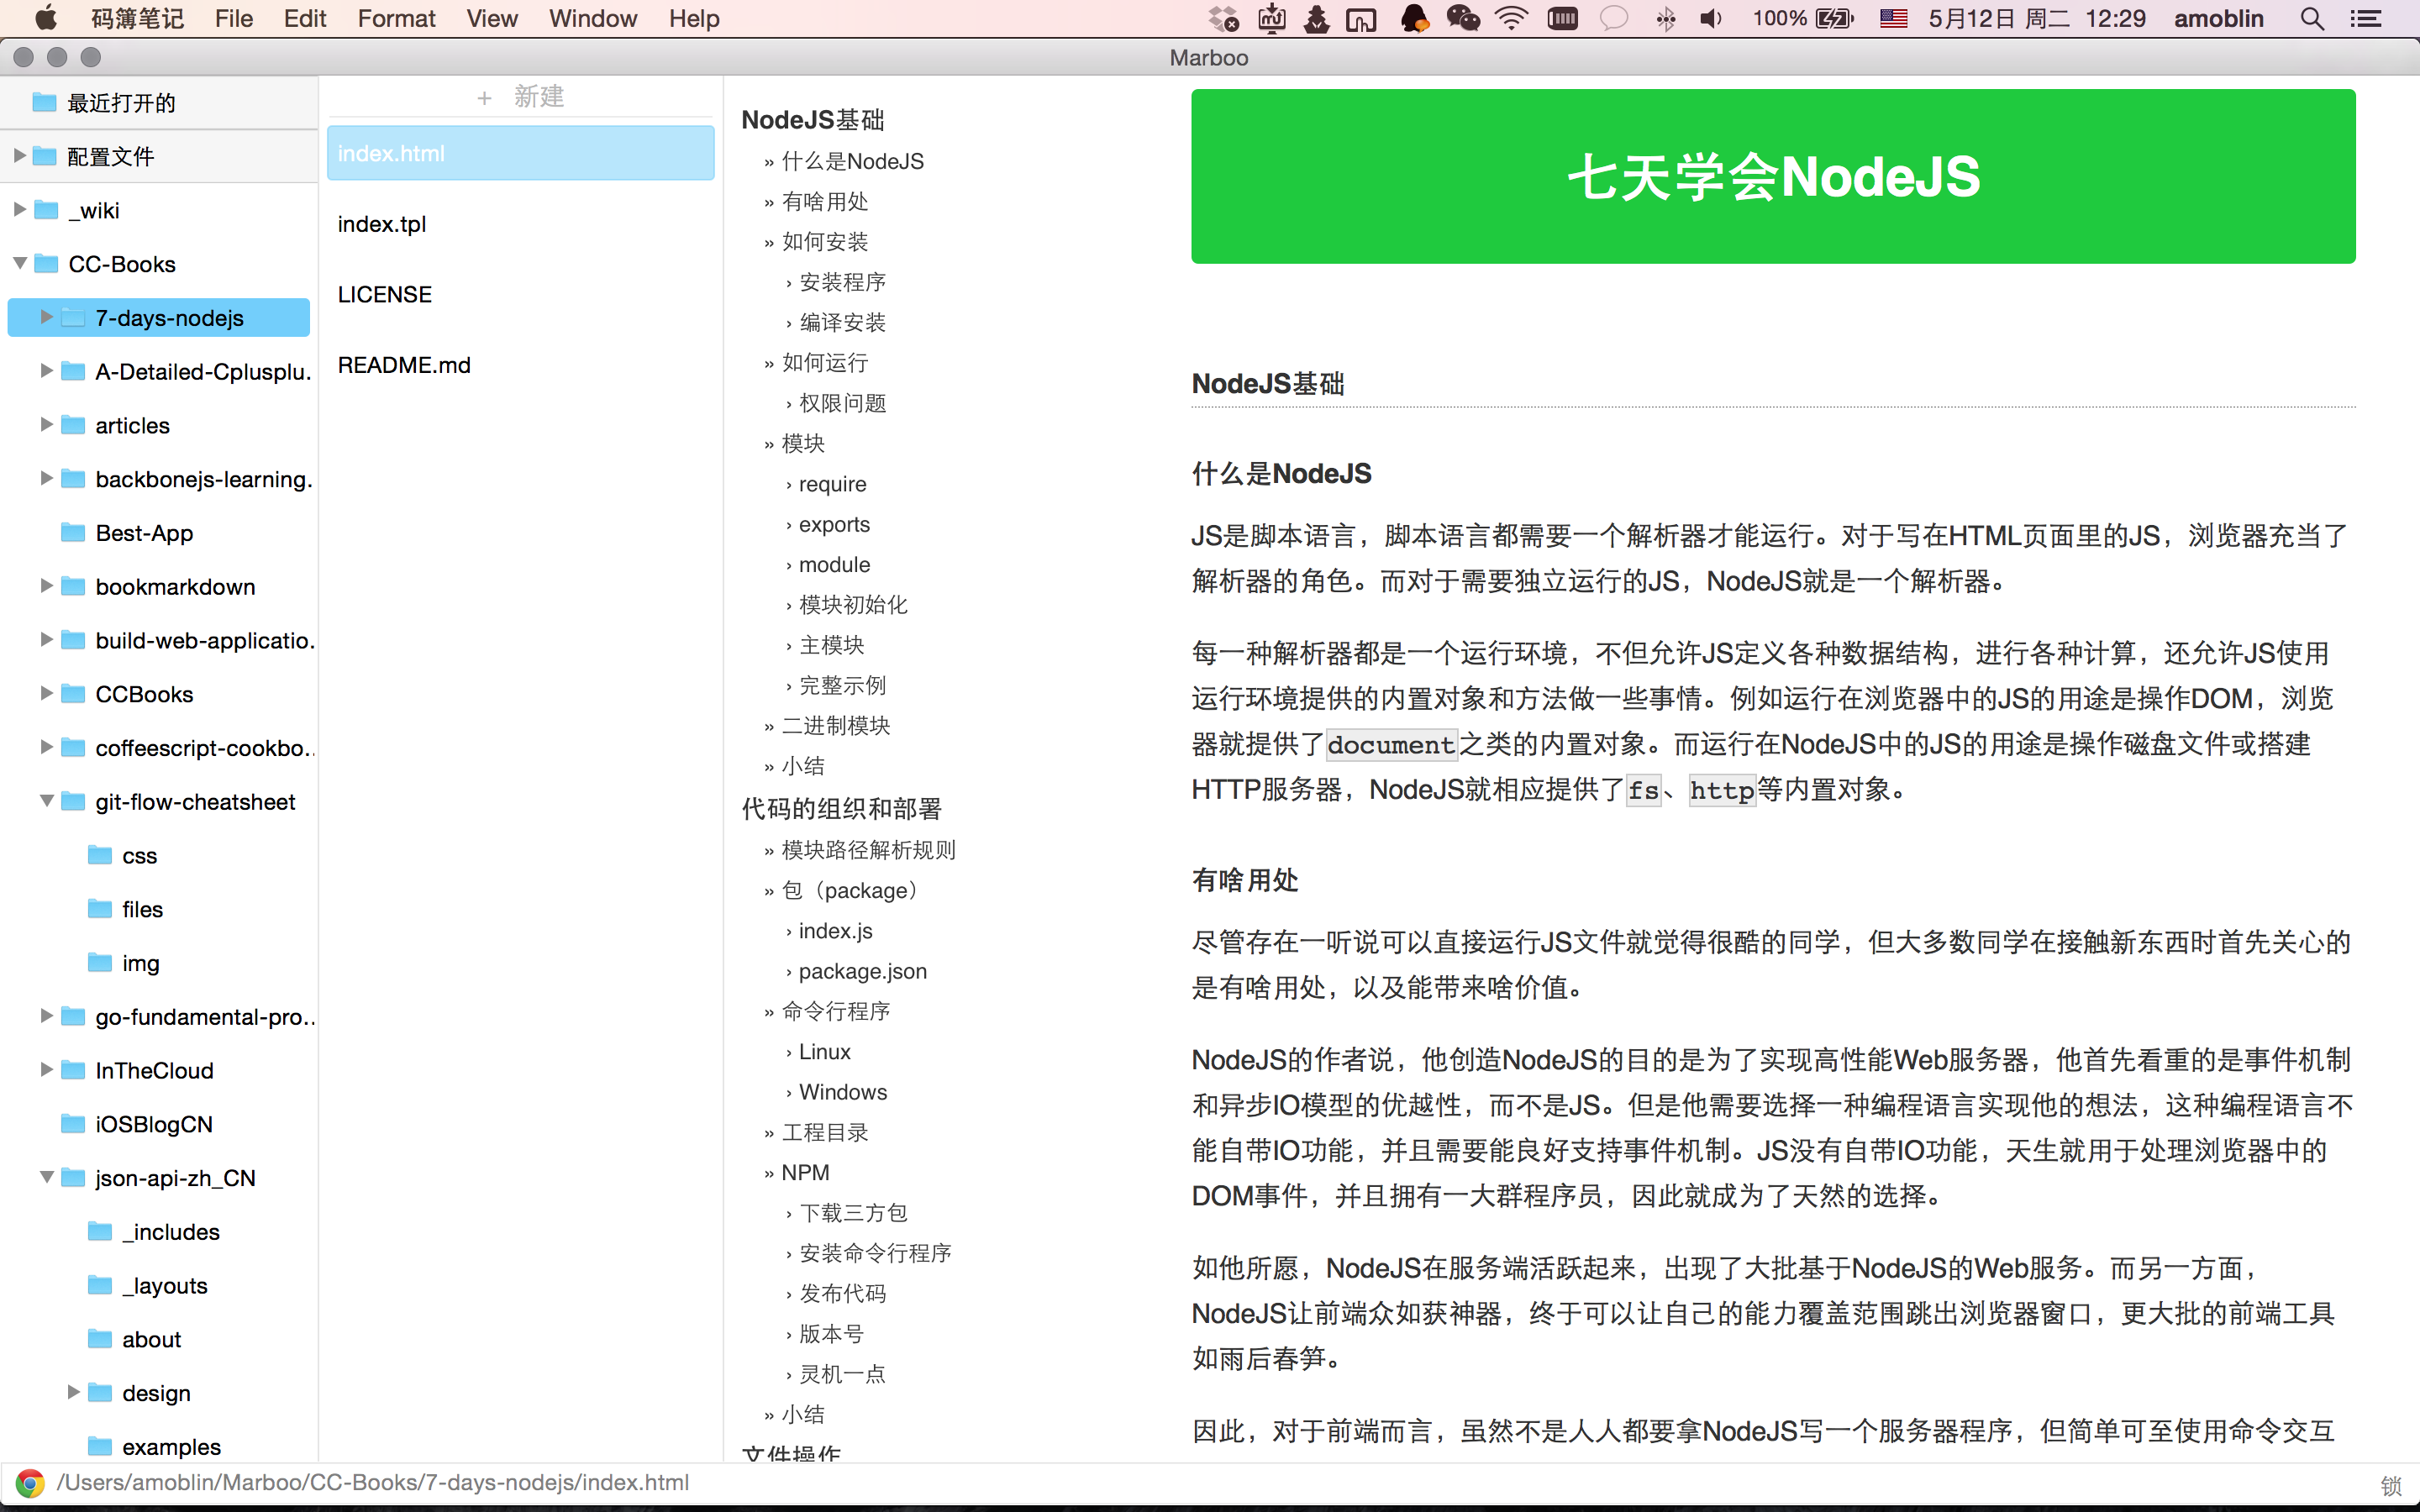 码簿笔记 File Edit Format View Window Help
100% 5月12日 周二 12:29 amoblin
Marboo
最近打开的
配置文件
_wiki
CC-Books
7-days-nodejs
A-Detailed-Cplusplu.
articles
backbonejs-learning.
Best-App
bookmarkdown
build-web-applicatio.
CCBooks
coffeescript-cookbo..
git-flow-cheatsheet
css
files
img
go-fundamental-pro..
InTheCloud
iOSBlogCN
json-api-zh_CN
_includes
_layouts
about
design
examples
+ 新建
index.html
index.tpl
LICENSE
README.md
NodeJS基础
» 什么是NodeJS
» 有啥用处
» 如何安装
› 安装程序
› 编译安装
» 如何运行
› 权限问题
» 模块
› require
› exports
› module
› 模块初始化
› 主模块
› 完整示例
» 二进制模块
» 小结
代码的组织和部署
» 模块路径解析规则
» 包（package）
› index.js
› package.json
» 命令行程序
› Linux
› Windows
» 工程目录
» NPM
› 下载三方包
› 安装命令行程序
› 发布代码
› 版本号
› 灵机一点
» 小结
文件操作
七天学会NodeJS
NodeJS基础
什么是NodeJS
JS是脚本语言，脚本语言都需要一个解析器才能运行。对于写在HTML页面里的JS，浏览器充当了
解析器的角色。而对于需要独立运行的JS，NodeJS就是一个解析器。
每一种解析器都是一个运行环境，不但允许JS定义各种数据结构，进行各种计算，还允许JS使用
运行环境提供的内置对象和方法做一些事情。例如运行在浏览器中的JS的用途是操作DOM，浏览
器就提供了document之类的内置对象。而运行在NodeJS中的JS的用途是操作磁盘文件或搭建
HTTP服务器，NodeJS就相应提供了fs、http等内置对象。
有啥用处
尽管存在一听说可以直接运行JS文件就觉得很酷的同学，但大多数同学在接触新东西时首先关心的
是有啥用处，以及能带来啥价值。
NodeJS的作者说，他创造NodeJS的目的是为了实现高性能Web服务器，他首先看重的是事件机制
和异步IO模型的优越性，而不是JS。但是他需要选择一种编程语言实现他的想法，这种编程语言不
能自带IO功能，并且需要能良好支持事件机制。JS没有自带IO功能，天生就用于处理浏览器中的
DOM事件，并且拥有一大群程序员，因此就成为了天然的选择。
如他所愿，NodeJS在服务端活跃起来，出现了大批基于NodeJS的Web服务。而另一方面，
NodeJS让前端众如获神器，终于可以让自己的能力覆盖范围跳出浏览器窗口，更大批的前端工具
如雨后春笋。
因此，对于前端而言，虽然不是人人都要拿NodeJS写一个服务器程序，但简单可至使用命令交互
/Users/amoblin/Marboo/CC-Books/7-days-nodejs/index.html
锁